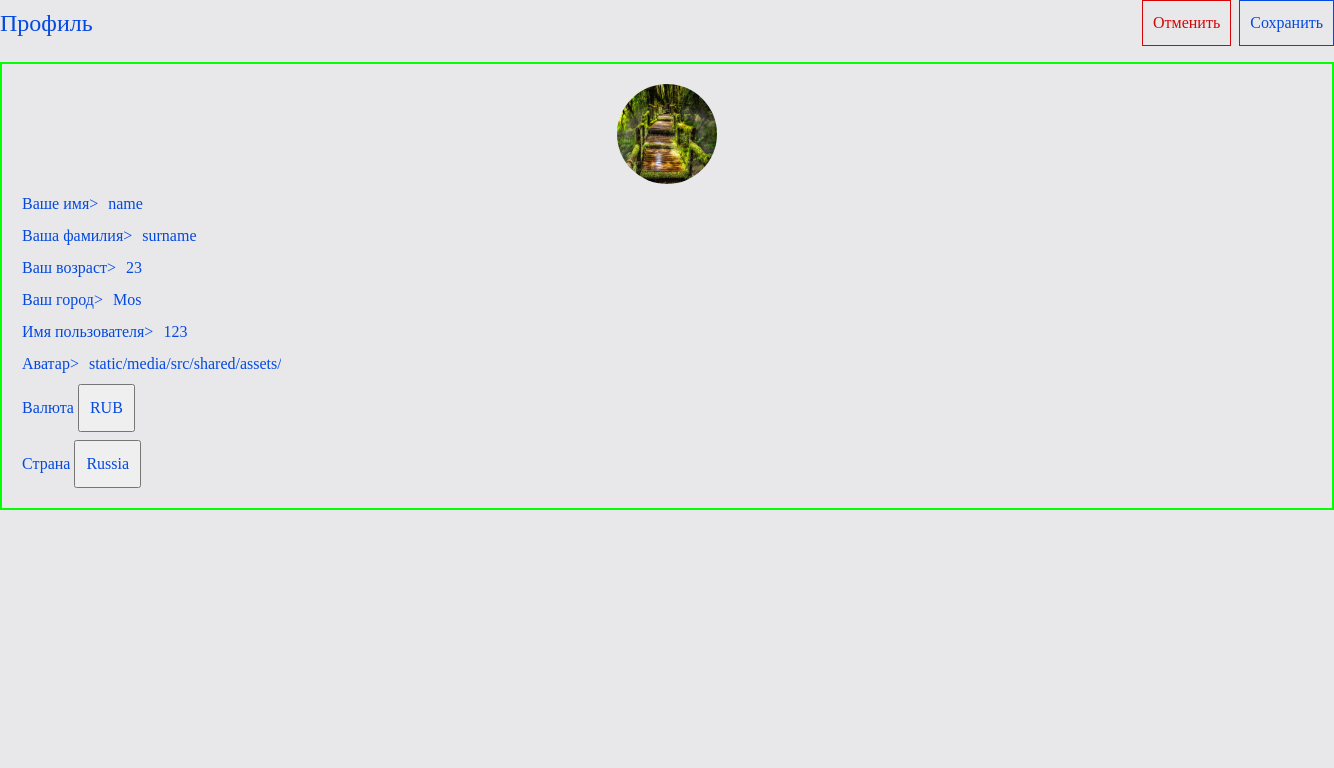 Профиль
Отменить
Сохранить
Ваше имя> name
Ваша фамилия> surname
Ваш возраст> 23
Ваш город> Mos
Имя пользователя> 123
Аватар> static/media/src/shared/assets/
Валюта RUB
Страна Russia